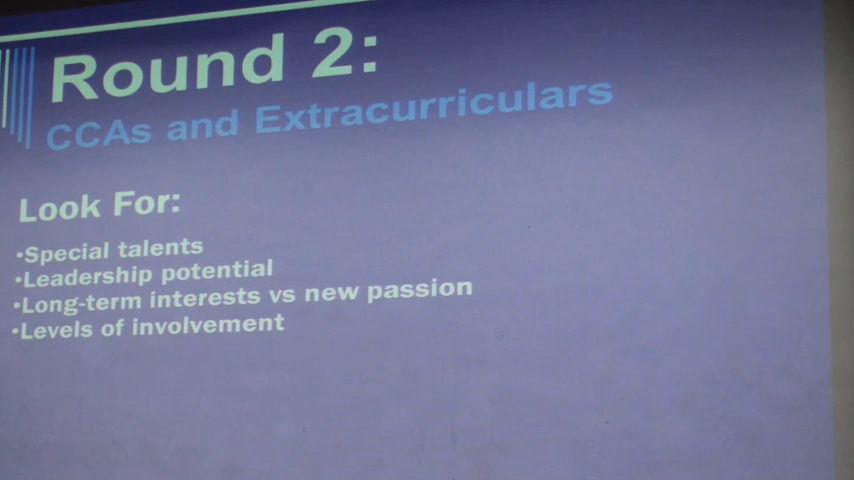 Round 2:
CCAs and Extracurriculars
Look For:
•Special talents
•Leadership potential
•Long-term interests vs new passion
•Levels of involvement